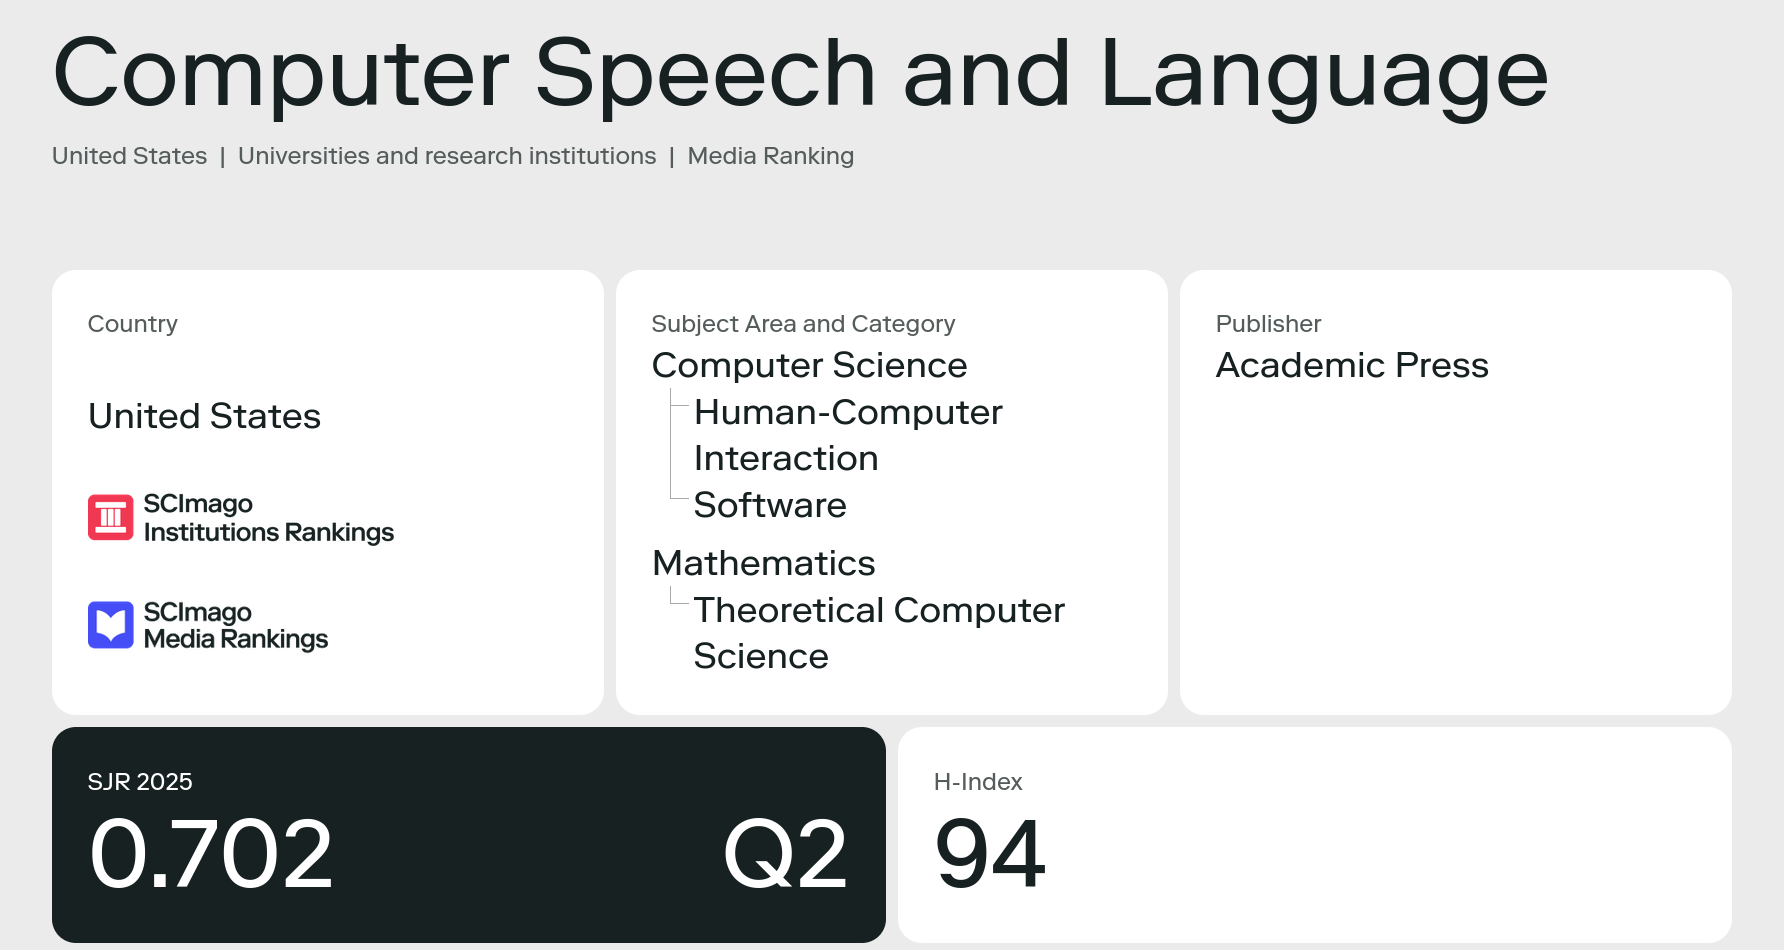 Computer Speech and Language
United States | Universities and research institutions | Media Ranking
Country
United States
SCImago
Institutions Rankings
SCImago
Media Rankings
Subject Area and Category
Computer Science
Human-Computer
Interaction
Software
Mathematics
Theoretical Computer
Science
Publisher
Academic Press
SJR 2025
0.702 Q2
H-Index
94